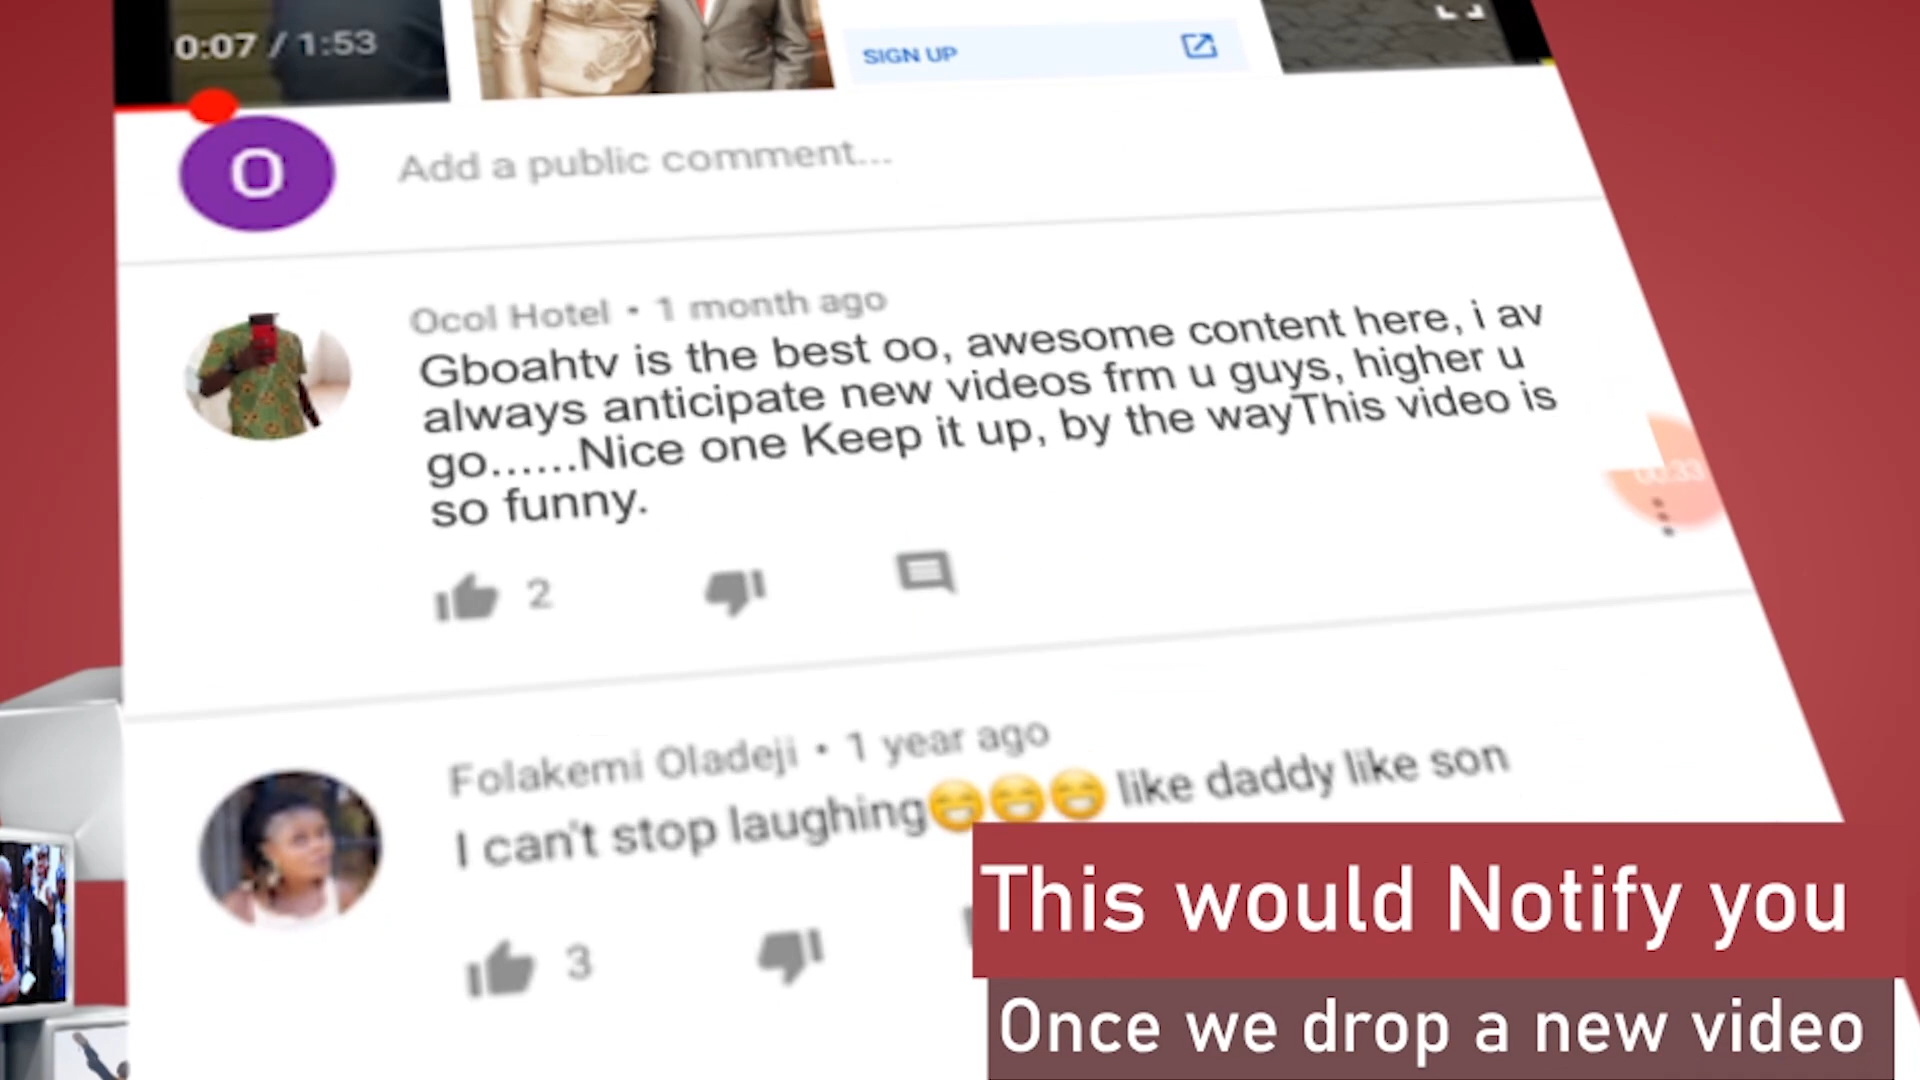 0:07 / 1:53
SIGN UP
O
Add a public comment...
Ocol Hotel • 1 month ago
Gboahtv is the best oo, awesome content here, i av
always anticipate new videos frm u guys, higher u
go......Nice one Keep it up, by the wayThis video is
so funny.
00:33
2
Folakemi Oladeji • 1 year ago
I can't stop laughing😁😁😁 like daddy like son
3
This would Notify you
Once we drop a new video